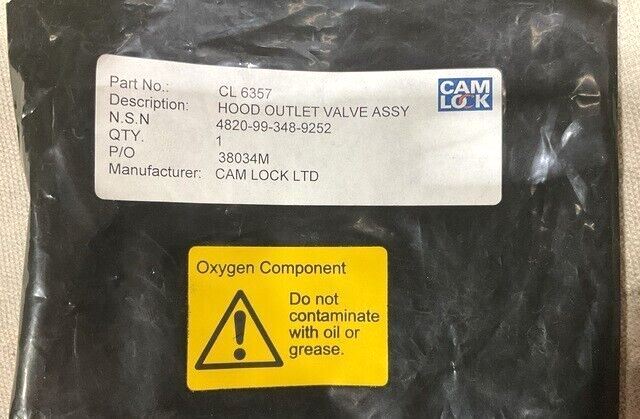 Part No.: CL 6357
Description: HOOD OUTLET VALVE ASSY
N.S.N 4820-99-348-9252
QTY. 1
P/O 38034M
Manufacturer: CAM LOCK LTD
CAM
LOCK
Oxygen Component
Do not
contaminate
with oil or
grease.